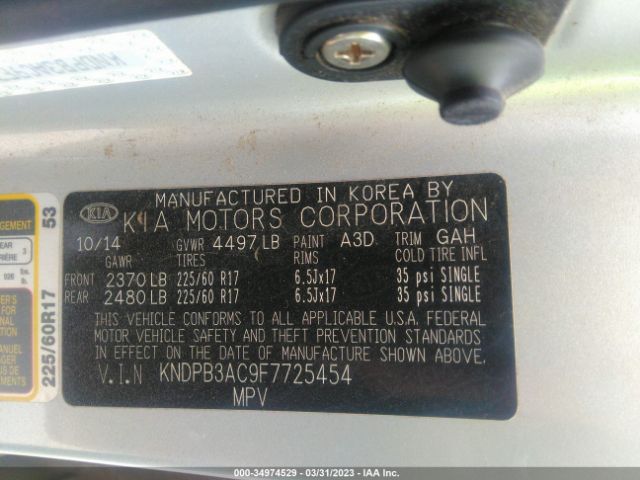 MANUFACTURED IN KOREA BY
KIA KIA MOTORS CORPORATION
10/14 GVWR 4497 LB PAINT A3D TRIM GAH
GAWR TIRES RIMS COLD TIRE INFL
FRONT 2370 LB 225/60 R17 6.5Jx17 35 psi SINGLE
REAR 2480 LB 225/60 R17 6.5Jx17 35 psi SINGLE
THIS VEHICLE CONFORMS TO ALL APPLICABLE U.S.A. FEDERAL
MOTOR VEHICLE SAFETY AND THEFT PREVENTION STANDARDS
IN EFFECT ON THE DATE OF MANUFACTURE SHOWN ABOVE.
V.I.N KNDPB3AC9F7725454
MPV
225/60R17 53
3
000-34974529 - 03/31/2023 - IAA Inc.